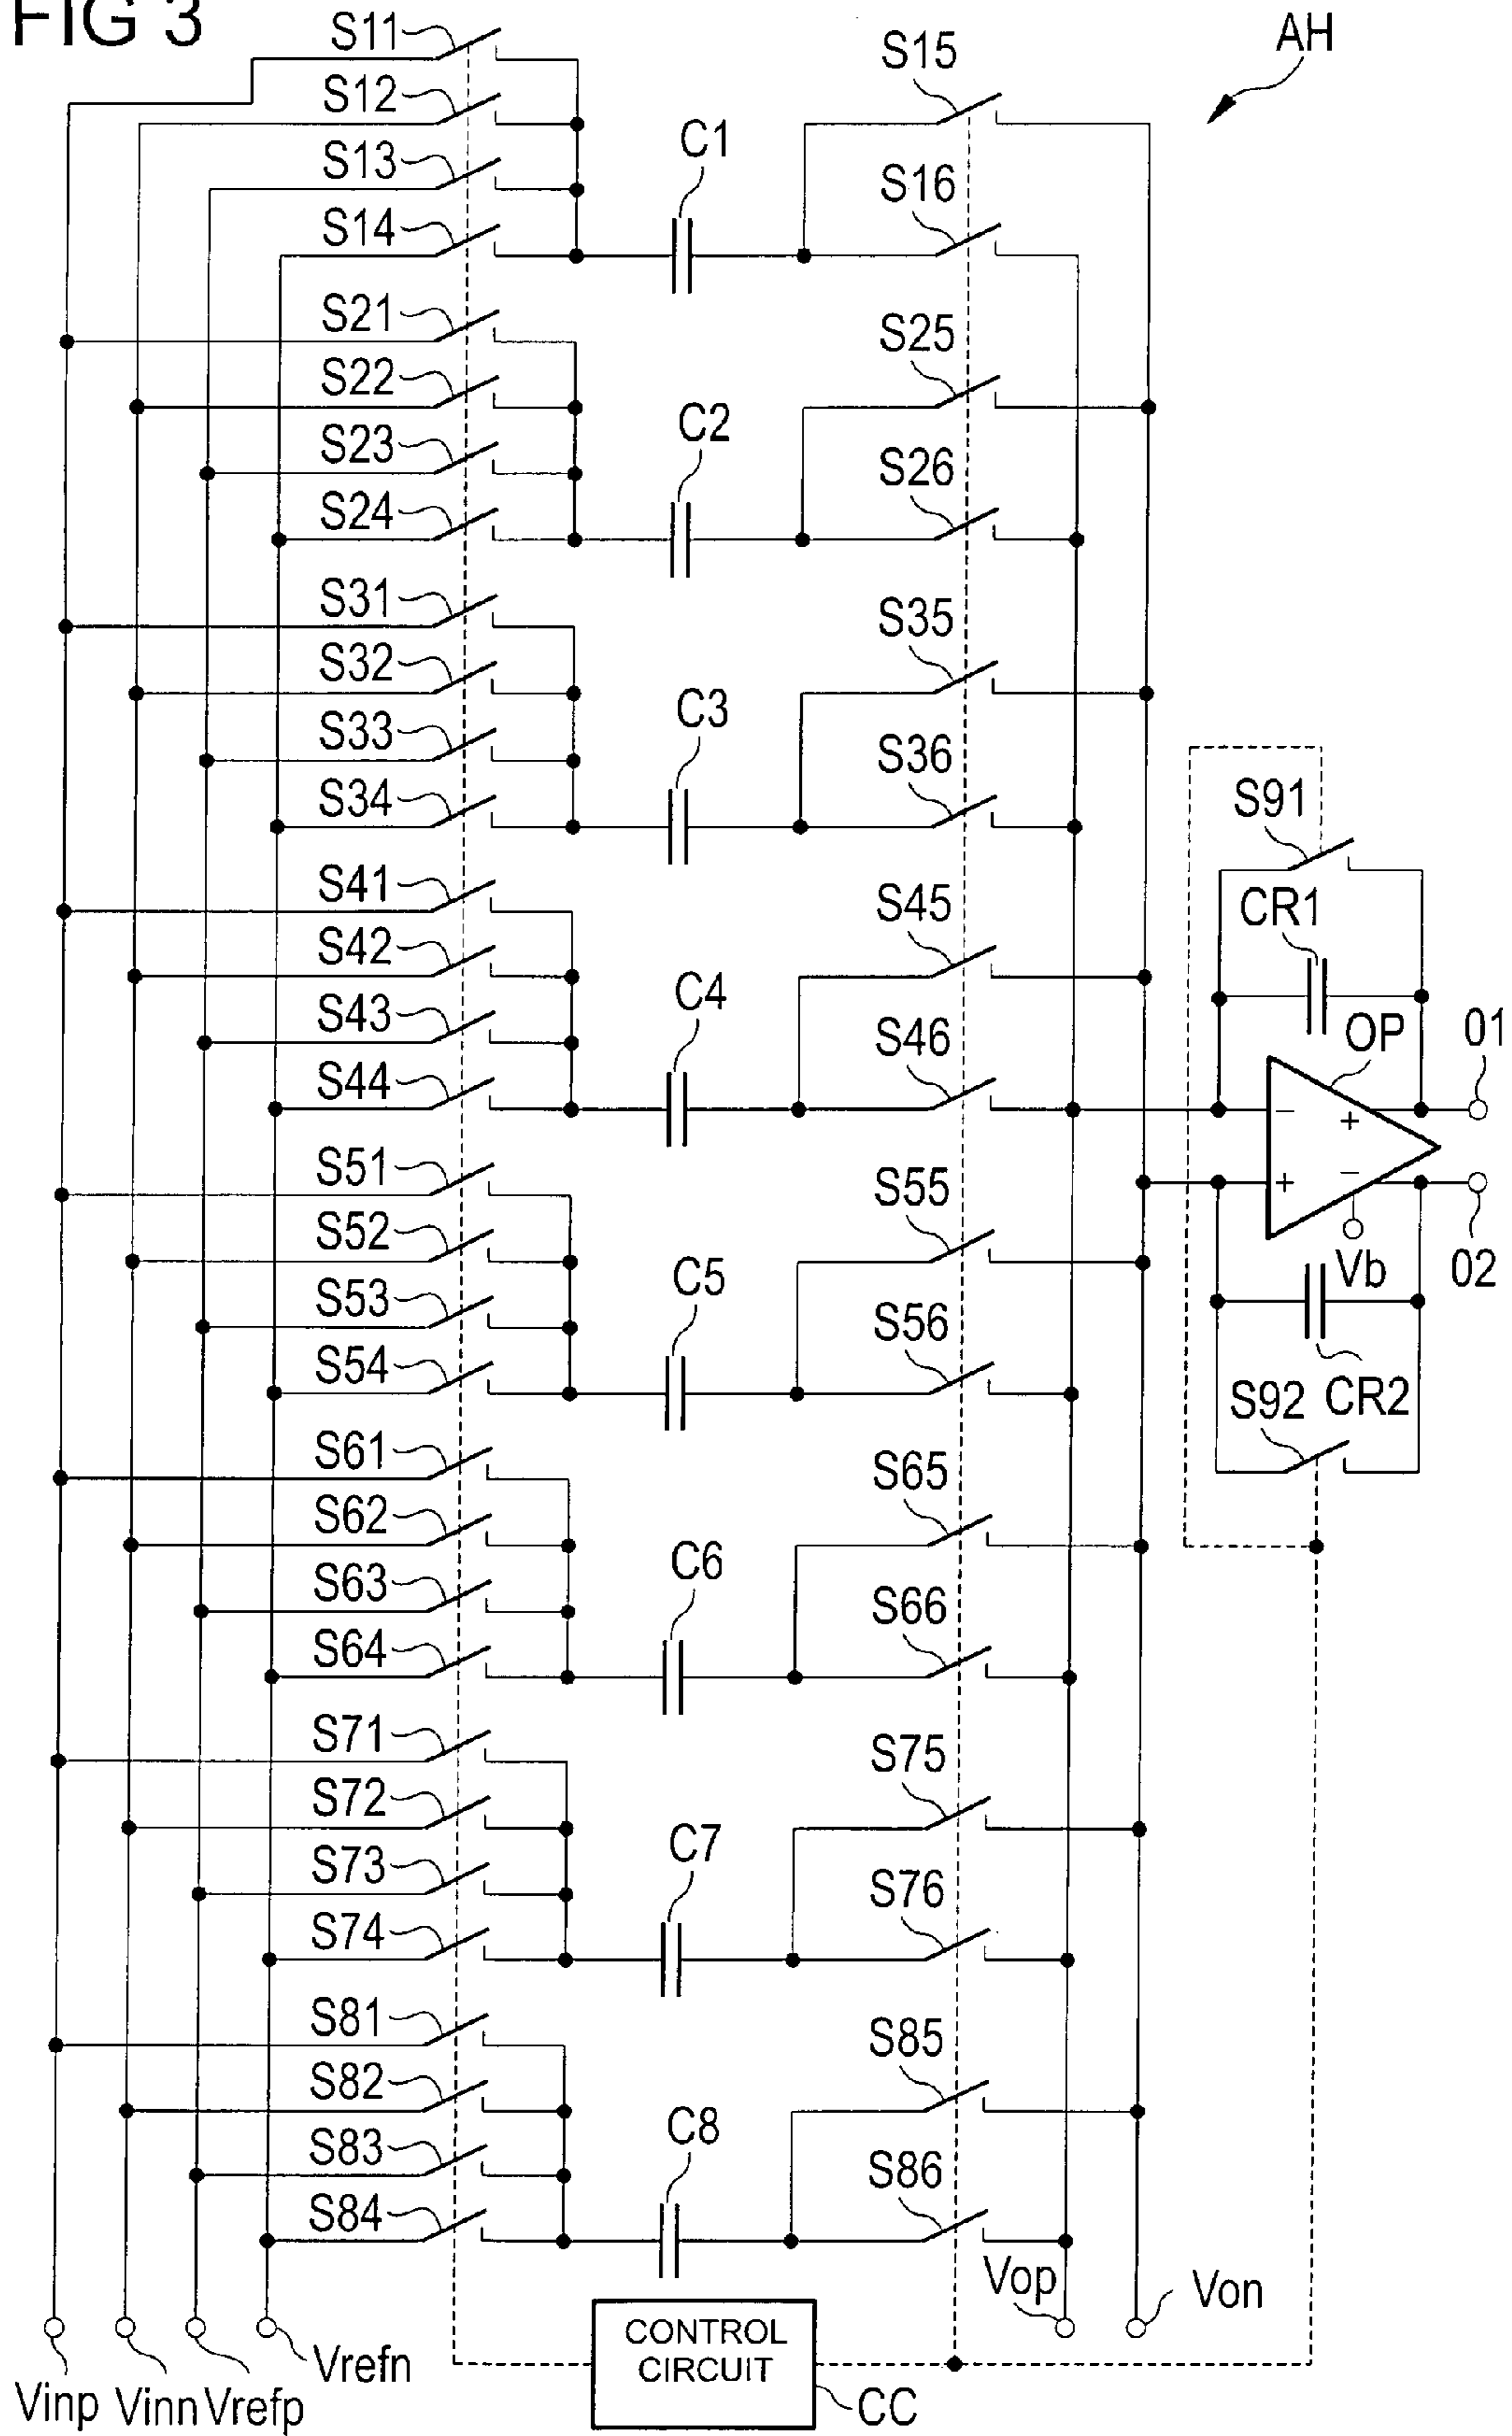 FIG 3
AH
S11
S12
S13
S14
C1
S15
S16
S21
S22
S23
S24
C2
S25
S26
S31
S32
S33
S34
C3
S35
S36
S41
S42
S43
S44
C4
S45
S46
S91
CR1
OP
01
-
+
+
-
Vb
02
CR2
S92
S51
S52
S53
S54
C5
S55
S56
S61
S62
S63
S64
C6
S65
S66
S71
S72
S73
S74
C7
S75
S76
S81
S82
S83
S84
C8
S85
S86
Vop
Von
Vinp
Vinn
Vrefp
Vrefn
CONTROL
CIRCUIT
CC